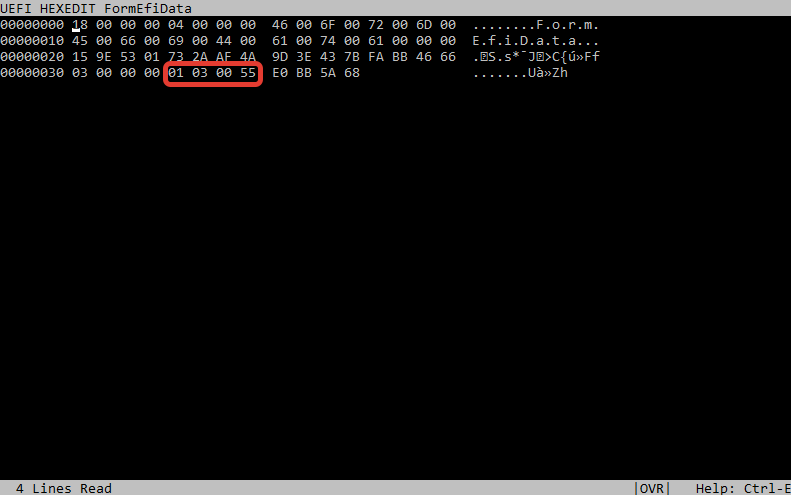 UEFI HEXEDIT FormEfiData
00000000 18 00 00 00 04 00 00 00  46 00 6F 00 72 00 6D 00  ........F.o.r.m.
00000010 45 00 66 00 69 00 44 00  61 00 74 00 61 00 00 00  E.f.i.D.a.t.a...
00000020 15 9E 53 01 73 2A AF 4A  9D 3E 43 7B FA BB 46 66  .S.s*¯J>C{ú»Ff
00000030 03 00 00 00 01 03 00 55  E0 BB 5A 68  .......Uà»Zh
4 Lines Read |OVR| Help: Ctrl-E